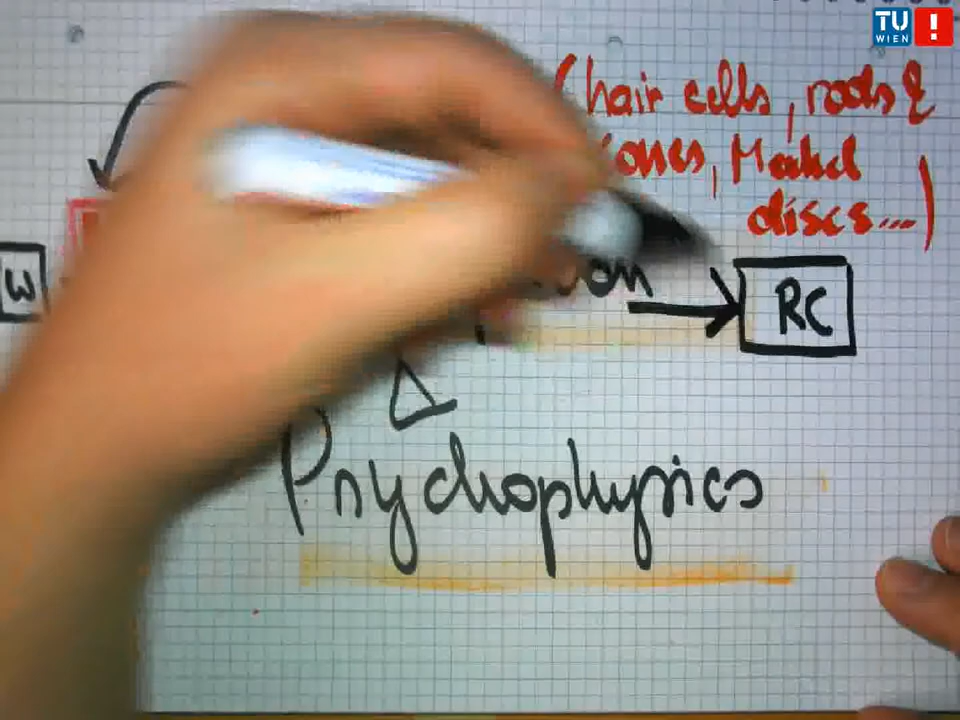 TU
WIEN
!
(hair cells, rods &
cones, Merkel
discs...)
W
RC
Psychophysics